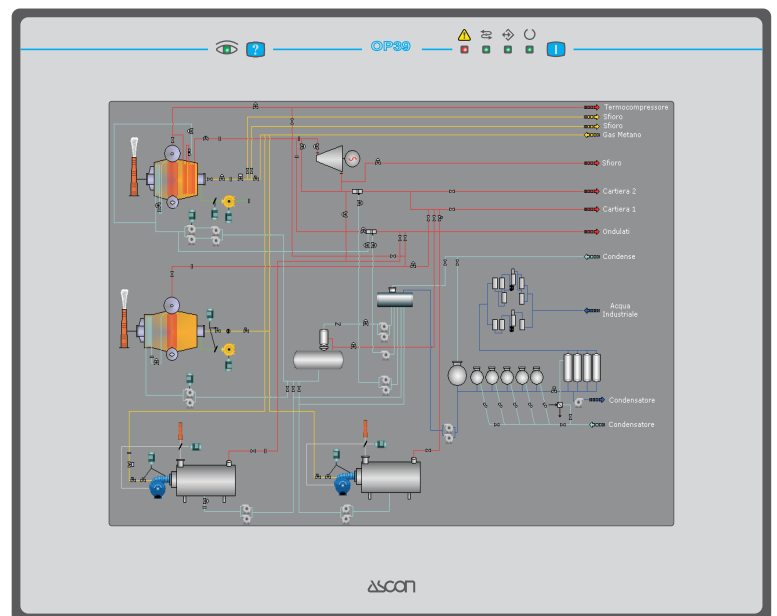 OP39
?
Termocompressore
Sfioro
Sfioro
Gas Metano
Sfioro
Cartiera 2
Cartiera 1
Ondulati
Condense
Acqua
Industriale
Condensatore
Condensatore
ascon